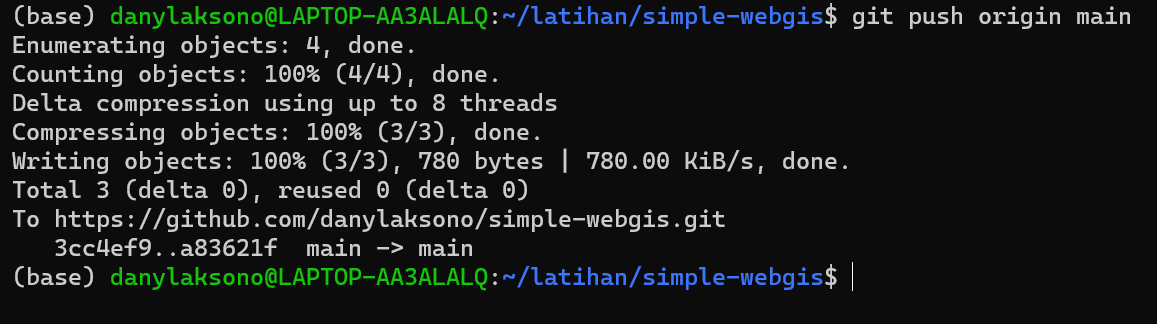 (base) danylaksono@LAPTOP-AA3ALALQ:~/latihan/simple-webgis$ git push origin main
Enumerating objects: 4, done.
Counting objects: 100% (4/4), done.
Delta compression using up to 8 threads
Compressing objects: 100% (3/3), done.
Writing objects: 100% (3/3), 780 bytes | 780.00 KiB/s, done.
Total 3 (delta 0), reused 0 (delta 0)
To https://github.com/danylaksono/simple-webgis.git
   3cc4ef9..a83621f  main -> main
(base) danylaksono@LAPTOP-AA3ALALQ:~/latihan/simple-webgis$